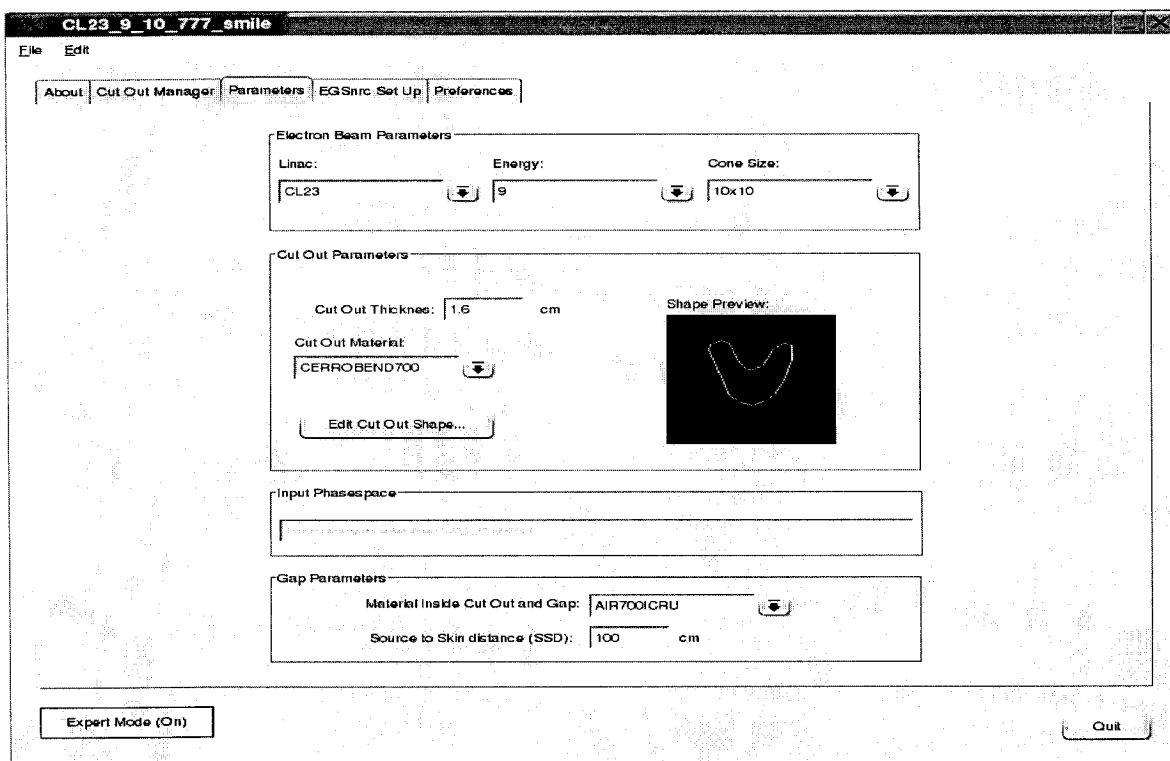 CL23_9_10_777_smile
File Edit
About Cut Out Manager Parameters EGSnrc Set Up Preferences
Electron Beam Parameters
Linac: Energy: Cone Size:
CL23 9 10x10
Cut Out Parameters
Cut Out Thicknes: 1.6 cm
Shape Preview:
Cut Out Material:
CERROBEND700
Edit Cut Out Shape...
Input Phasespace
Gap Parameters
Material Inside Cut Out and Gap: AIR700ICRU
Source to Skin distance (SSD): 100 cm
Expert Mode (On) Quit